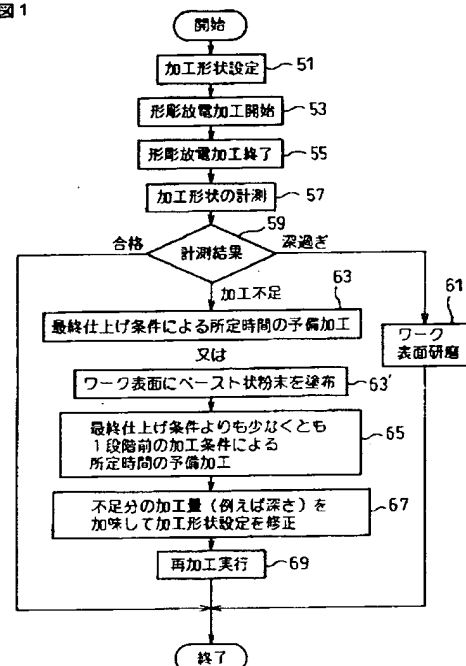 図1
開始
加工形状設定
51
形彫放電加工開始
53
形彫放電加工終了
55
加工形状の計測
57
59
合格
計測結果
深過ぎ
加工不足
63
最終仕上げ条件による所定時間の予備加工
61
ワーク
表面研磨
又は
ワーク表面にペースト状粉末を塗布
63′
最終仕上げ条件よりも少なくとも
1段階前の加工条件による
所定時間の予備加工
65
不足分の加工量（例えば深さ）を
加味して加工形状設定を修正
67
再加工実行
69
終了